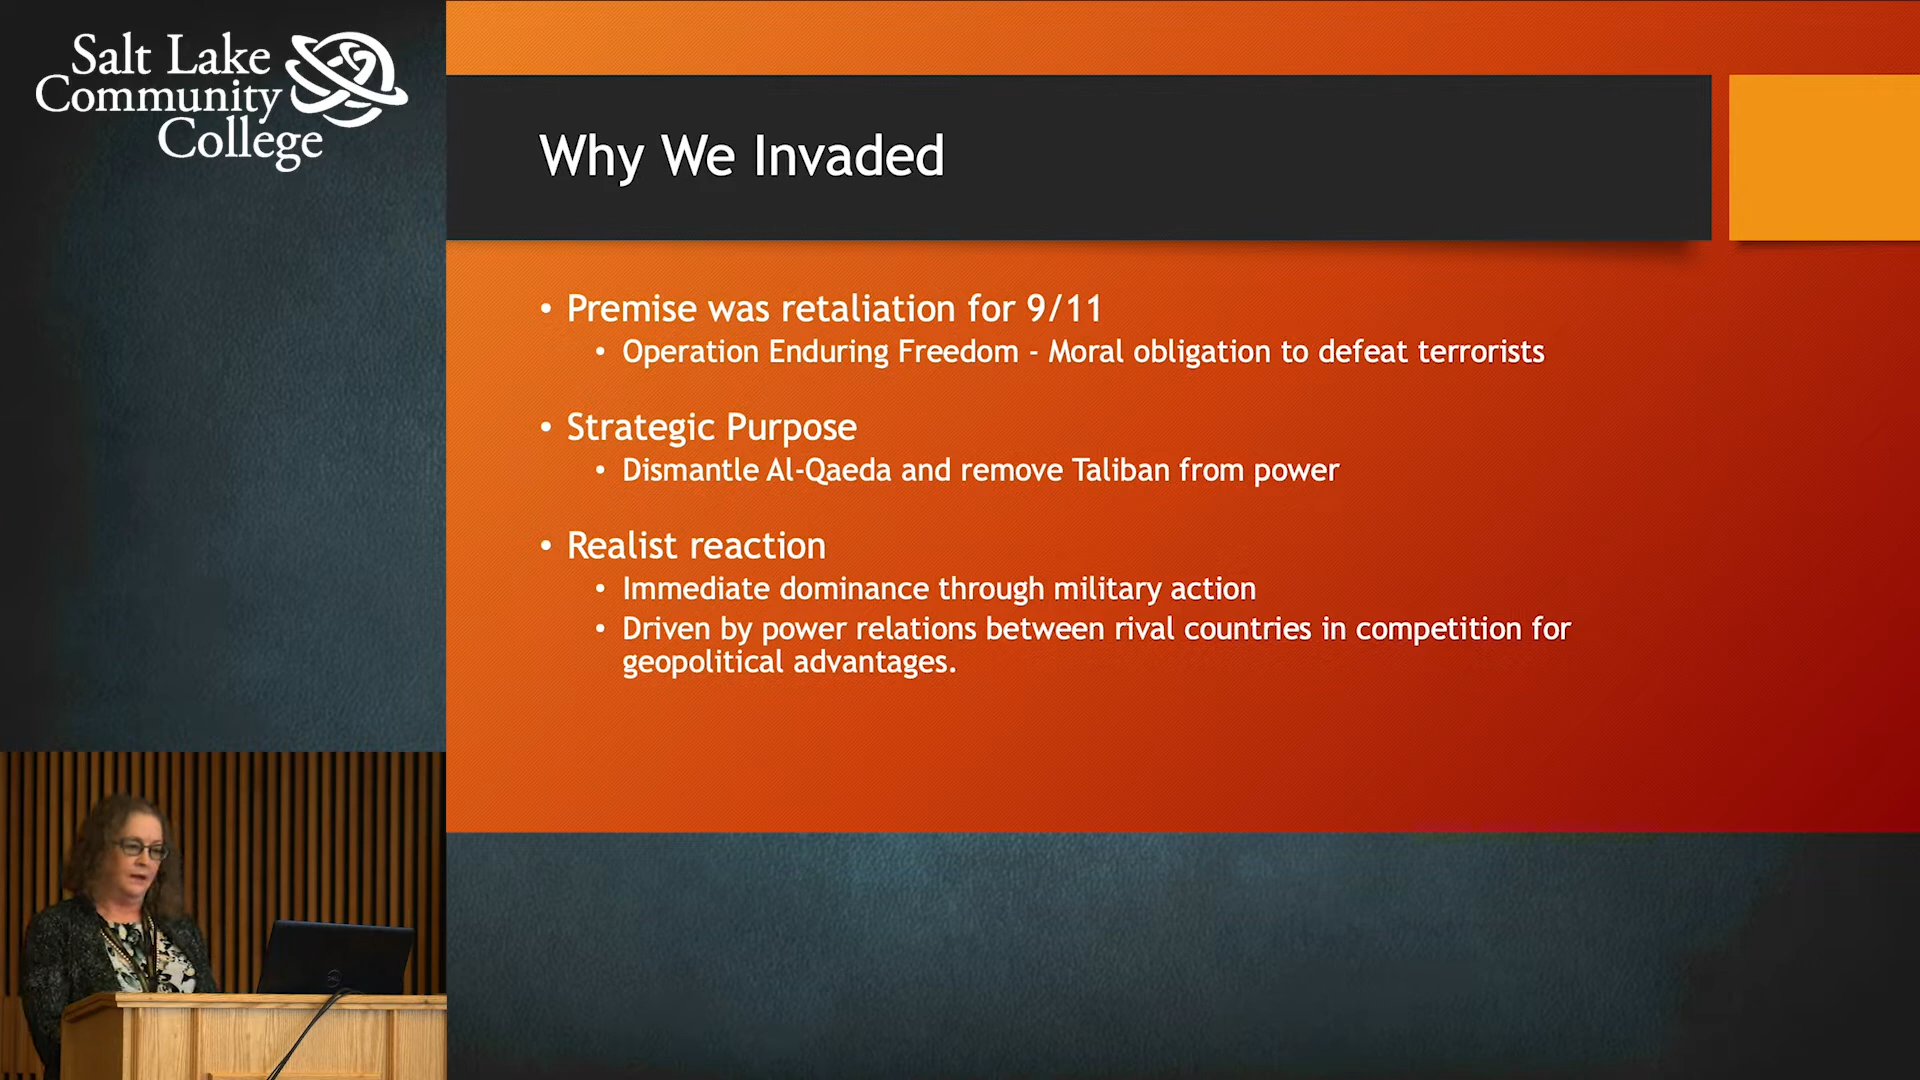 Salt Lake
Community
College
Why We Invaded
• Premise was retaliation for 9/11
• Operation Enduring Freedom - Moral obligation to defeat terrorists
• Strategic Purpose
• Dismantle Al-Qaeda and remove Taliban from power
• Realist reaction
• Immediate dominance through military action
• Driven by power relations between rival countries in competition for
geopolitical advantages.